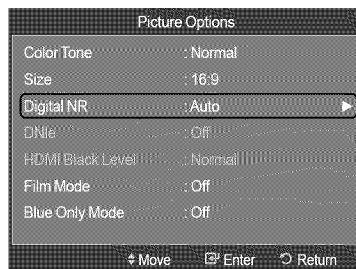 Picture Options
Color Tone : Normal
Size : 16:9
Digital NR : Auto
DNIe : Off
HDMI Black Level : Normal
Film Mode : Off
Blue Only Mode : Off
Move Enter Return